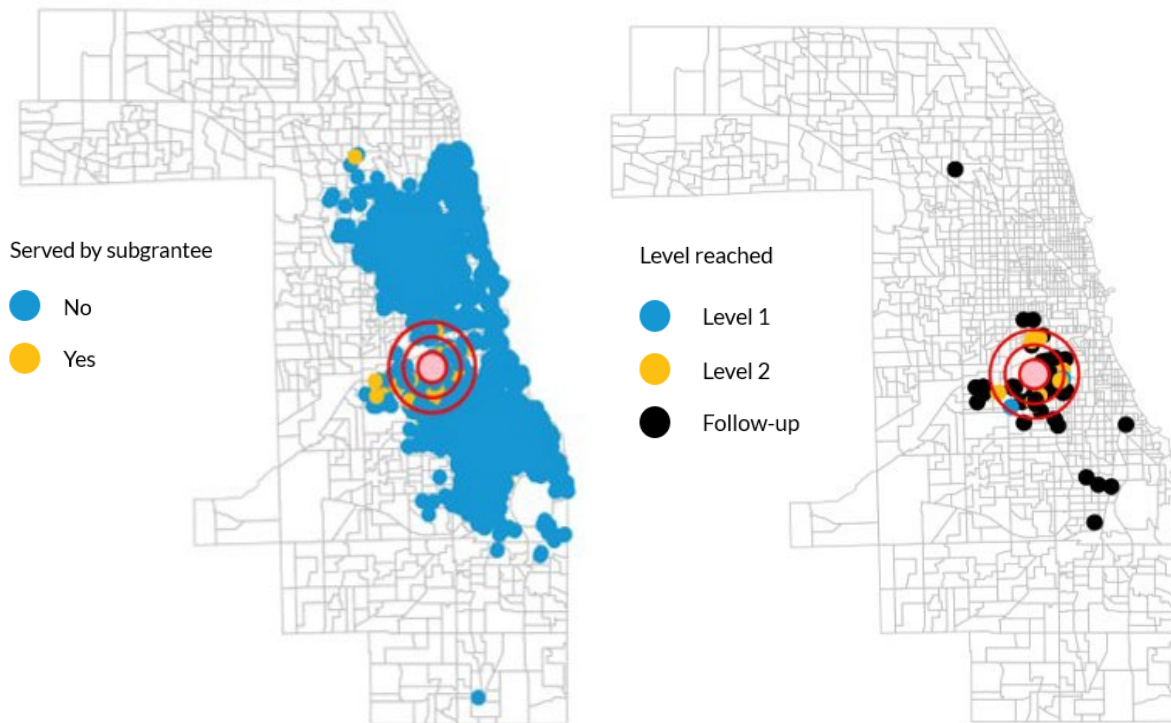 Served by subgrantee
No
Yes
Level reached
Level 1
Level 2
Follow-up